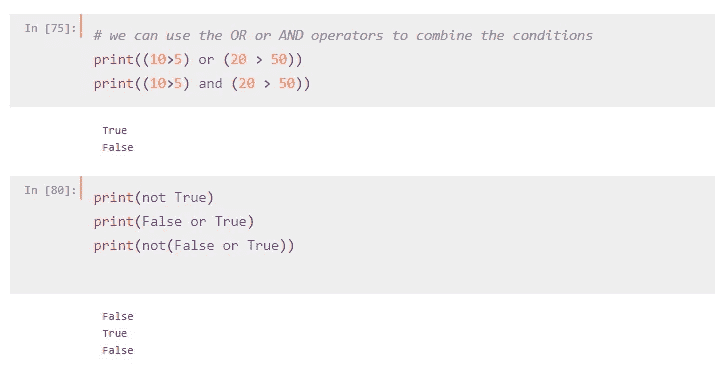 In [75]:
# we can use the OR or AND operators to combine the conditions
print((10>5) or (20 > 50))
print((10>5) and (20 > 50))
True
False
In [80]:
print(not True)
print(False or True)
print(not(False or True))
False
True
False